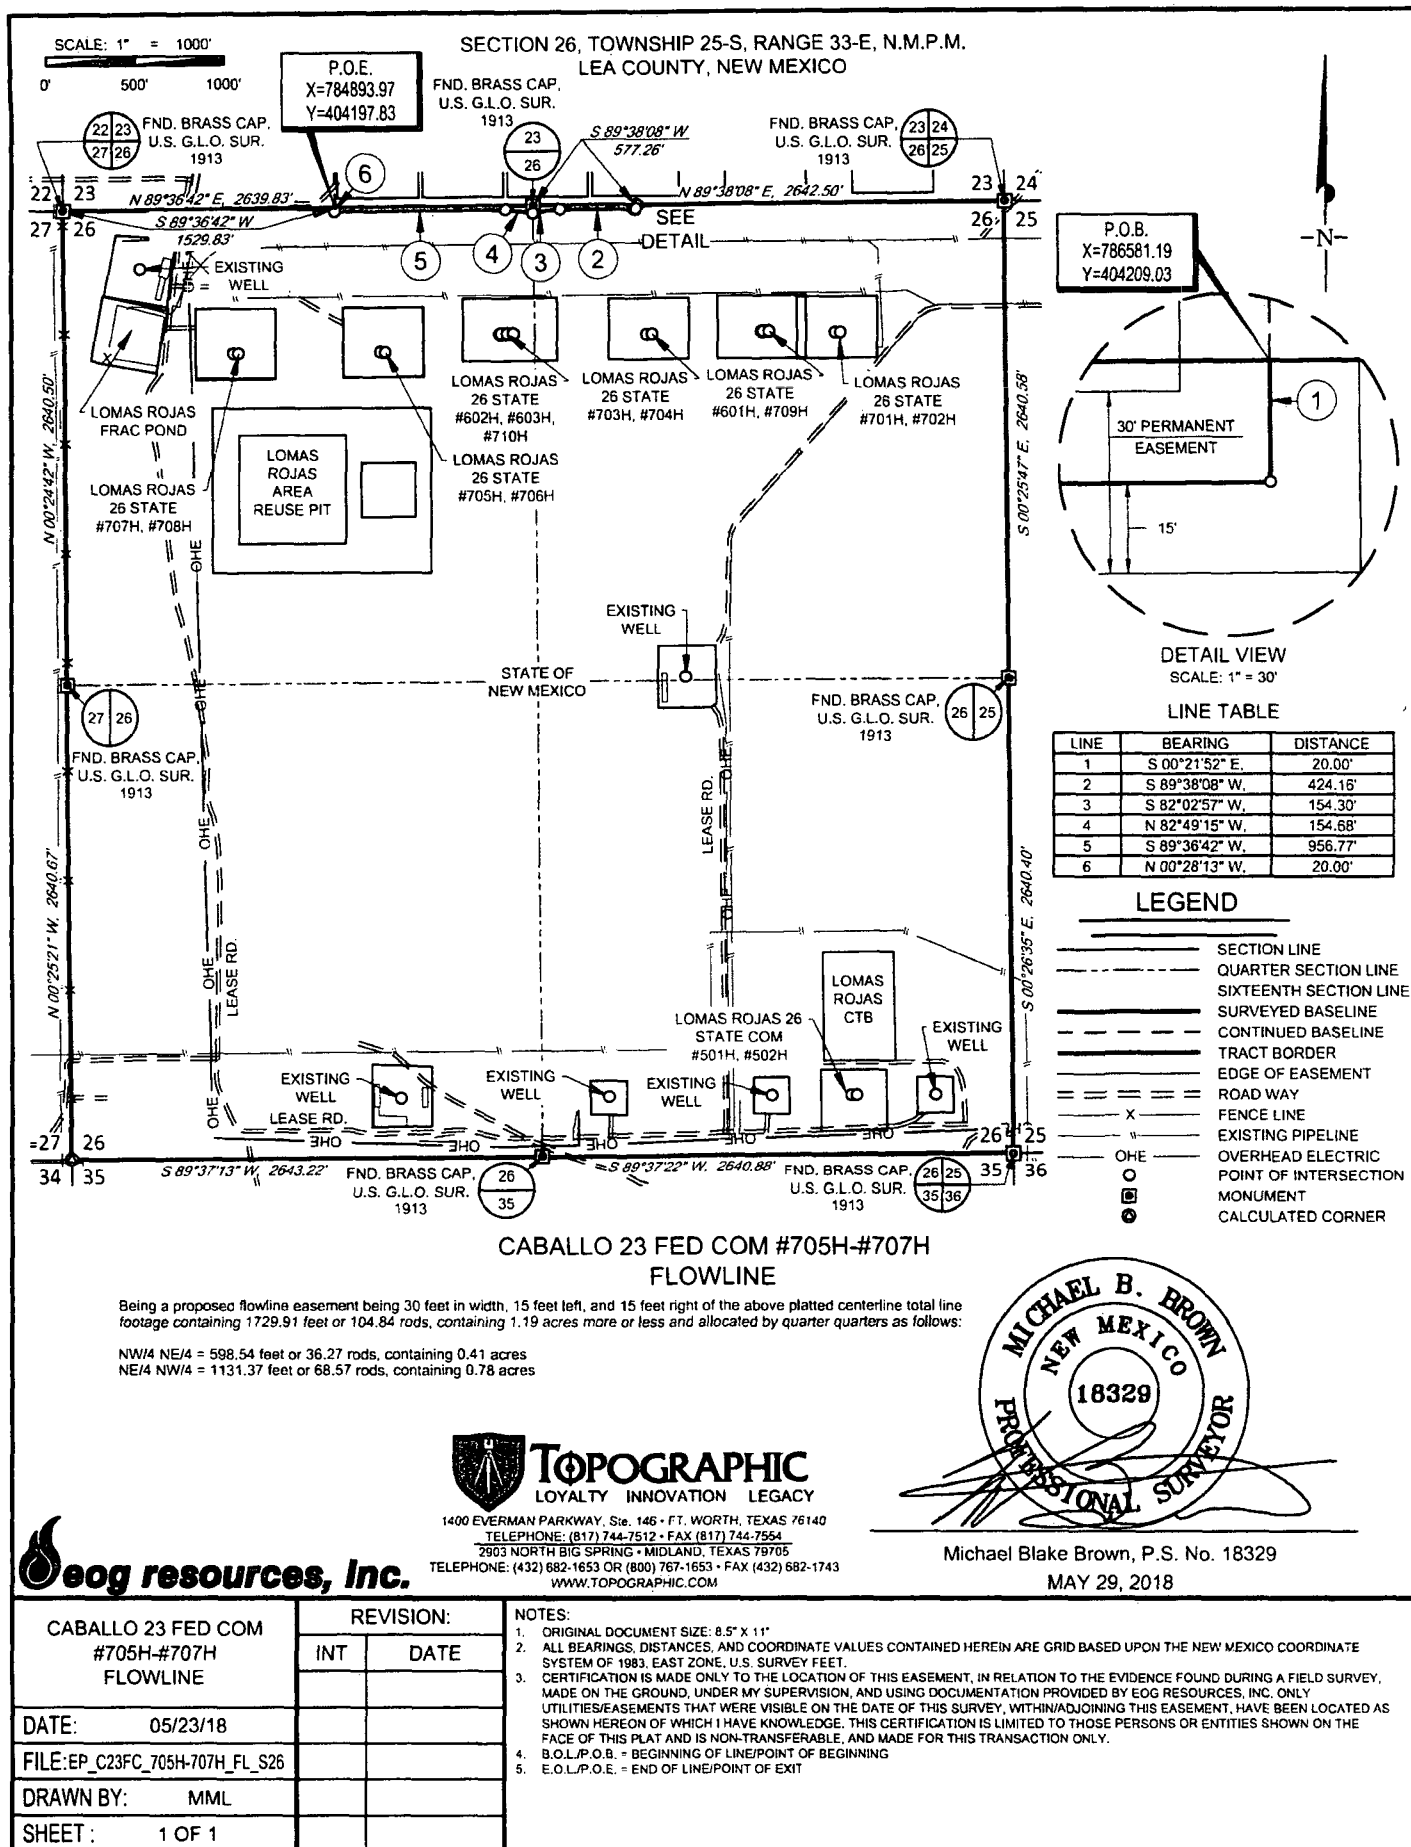 SCALE: 1" = 1000'
0' 500' 1000'
SECTION 26, TOWNSHIP 25-S, RANGE 33-E, N.M.P.M.
LEA COUNTY, NEW MEXICO
P.O.E.
X=784893.97
Y=404197.83
FND. BRASS CAP,
U.S. G.L.O. SUR.
1913
22 23
27 26
FND. BRASS CAP,
U.S. G.L.O. SUR.
1913
23
26
S 89°38'08" W
577.26'
FND. BRASS CAP,
U.S. G.L.O. SUR.
1913
23 24
26 25
22 23
27 26
N 89°36'42" E, 2639.83'
S 89°36'42" W
1529.83'
6
N 89°38'08" E, 2642.50'
23 24
26 25
SEE
DETAIL
5
4
3
2
-N-
P.O.B.
X=786581.19
Y=404209.03
EXISTING
WELL
LOMAS ROJAS
FRAC POND
LOMAS ROJAS
26 STATE
#707H, #708H
LOMAS ROJAS
26 STATE
#602H, #603H,
#710H
LOMAS ROJAS
26 STATE
#703H, #704H
LOMAS ROJAS
26 STATE
#601H, #709H
LOMAS ROJAS
26 STATE
#701H, #702H
LOMAS ROJAS
26 STATE
#705H, #706H
LOMAS
ROJAS
AREA
REUSE PIT
N 00°24'42" W, 2640.50'
S 00°25'47" E, 2640.58'
1
30' PERMANENT
EASEMENT
15'
DETAIL VIEW
SCALE: 1" = 30'
OHE
EXISTING
WELL
STATE OF
NEW MEXICO
27 26
FND. BRASS CAP,
U.S. G.L.O. SUR.
1913
FND. BRASS CAP,
U.S. G.L.O. SUR.
1913
26 25
OHE
OHE
OHE
LEASE RD.
OHE
LINE TABLE
LINE BEARING DISTANCE
1 S 00°21'52" E, 20.00'
2 S 89°38'08" W, 424.16'
3 S 82°02'57" W, 154.30'
4 N 82°49'15" W, 154.68'
5 S 89°36'42" W, 956.77'
6 N 00°28'13" W, 20.00'
N 00°25'21" W, 2640.67'
OHE
LEASE RD.
S 00°26'35" E, 2640.40'
LEGEND
SECTION LINE
QUARTER SECTION LINE
SIXTEENTH SECTION LINE
SURVEYED BASELINE
CONTINUED BASELINE
TRACT BORDER
EDGE OF EASEMENT
ROAD WAY
X FENCE LINE
EXISTING PIPELINE
OHE OVERHEAD ELECTRIC
POINT OF INTERSECTION
MONUMENT
CALCULATED CORNER
LOMAS
ROJAS
CTB
LOMAS ROJAS 26
STATE COM
#501H, #502H
EXISTING
WELL
EXISTING
WELL
EXISTING
WELL
EXISTING
WELL
LEASE RD.
OHE
OHE
OHE
OHE
OHE
OHE
27 26
34 35
26 25
35 36
S 89°37'13" W, 2643.22'
FND. BRASS CAP,
U.S. G.L.O. SUR.
1913
26
35
S 89°37'22" W, 2640.88'
FND. BRASS CAP,
U.S. G.L.O. SUR.
1913
26 25
35 36
CABALLO 23 FED COM #705H-#707H
FLOWLINE
Being a proposed flowline easement being 30 feet in width, 15 feet left, and 15 feet right of the above platted centerline total line
footage containing 1729.91 feet or 104.84 rods, containing 1.19 acres more or less and allocated by quarter quarters as follows:
NW/4 NE/4 = 598.54 feet or 36.27 rods, containing 0.41 acres
NE/4 NW/4 = 1131.37 feet or 68.57 rods, containing 0.78 acres
MICHAEL B. BROWN
NEW MEXICO
18329
PROFESSIONAL SURVEYOR
TOPOGRAPHIC
LOYALTY INNOVATION LEGACY
1400 EVERMAN PARKWAY, Ste. 146 • FT. WORTH, TEXAS 76140
TELEPHONE: (817) 744-7512 • FAX (817) 744-7554
2903 NORTH BIG SPRING • MIDLAND, TEXAS 79705
TELEPHONE: (432) 682-1653 OR (800) 767-1653 • FAX (432) 682-1743
WWW.TOPOGRAPHIC.COM
eog resources, Inc.
Michael Blake Brown, P.S. No. 18329
MAY 29, 2018
CABALLO 23 FED COM
#705H-#707H
FLOWLINE
DATE: 05/23/18
FILE:EP_C23FC_705H-707H_FL_S26
DRAWN BY: MML
SHEET : 1 OF 1
REVISION:
INT DATE
NOTES:
1. ORIGINAL DOCUMENT SIZE: 8.5" X 11"
2. ALL BEARINGS, DISTANCES, AND COORDINATE VALUES CONTAINED HEREIN ARE GRID BASED UPON THE NEW MEXICO COORDINATE
SYSTEM OF 1983, EAST ZONE, U.S. SURVEY FEET.
3. CERTIFICATION IS MADE ONLY TO THE LOCATION OF THIS EASEMENT, IN RELATION TO THE EVIDENCE FOUND DURING A FIELD SURVEY,
MADE ON THE GROUND, UNDER MY SUPERVISION, AND USING DOCUMENTATION PROVIDED BY EOG RESOURCES, INC. ONLY
UTILITIES/EASEMENTS THAT WERE VISIBLE ON THE DATE OF THIS SURVEY, WITHIN/ADJOINING THIS EASEMENT, HAVE BEEN LOCATED AS
SHOWN HEREON OF WHICH I HAVE KNOWLEDGE. THIS CERTIFICATION IS LIMITED TO THOSE PERSONS OR ENTITIES SHOWN ON THE
FACE OF THIS PLAT AND IS NON-TRANSFERABLE, AND MADE FOR THIS TRANSACTION ONLY.
4. B.O.L./P.O.B. = BEGINNING OF LINE/POINT OF BEGINNING
5. E.O.L./P.O.E. = END OF LINE/POINT OF EXIT